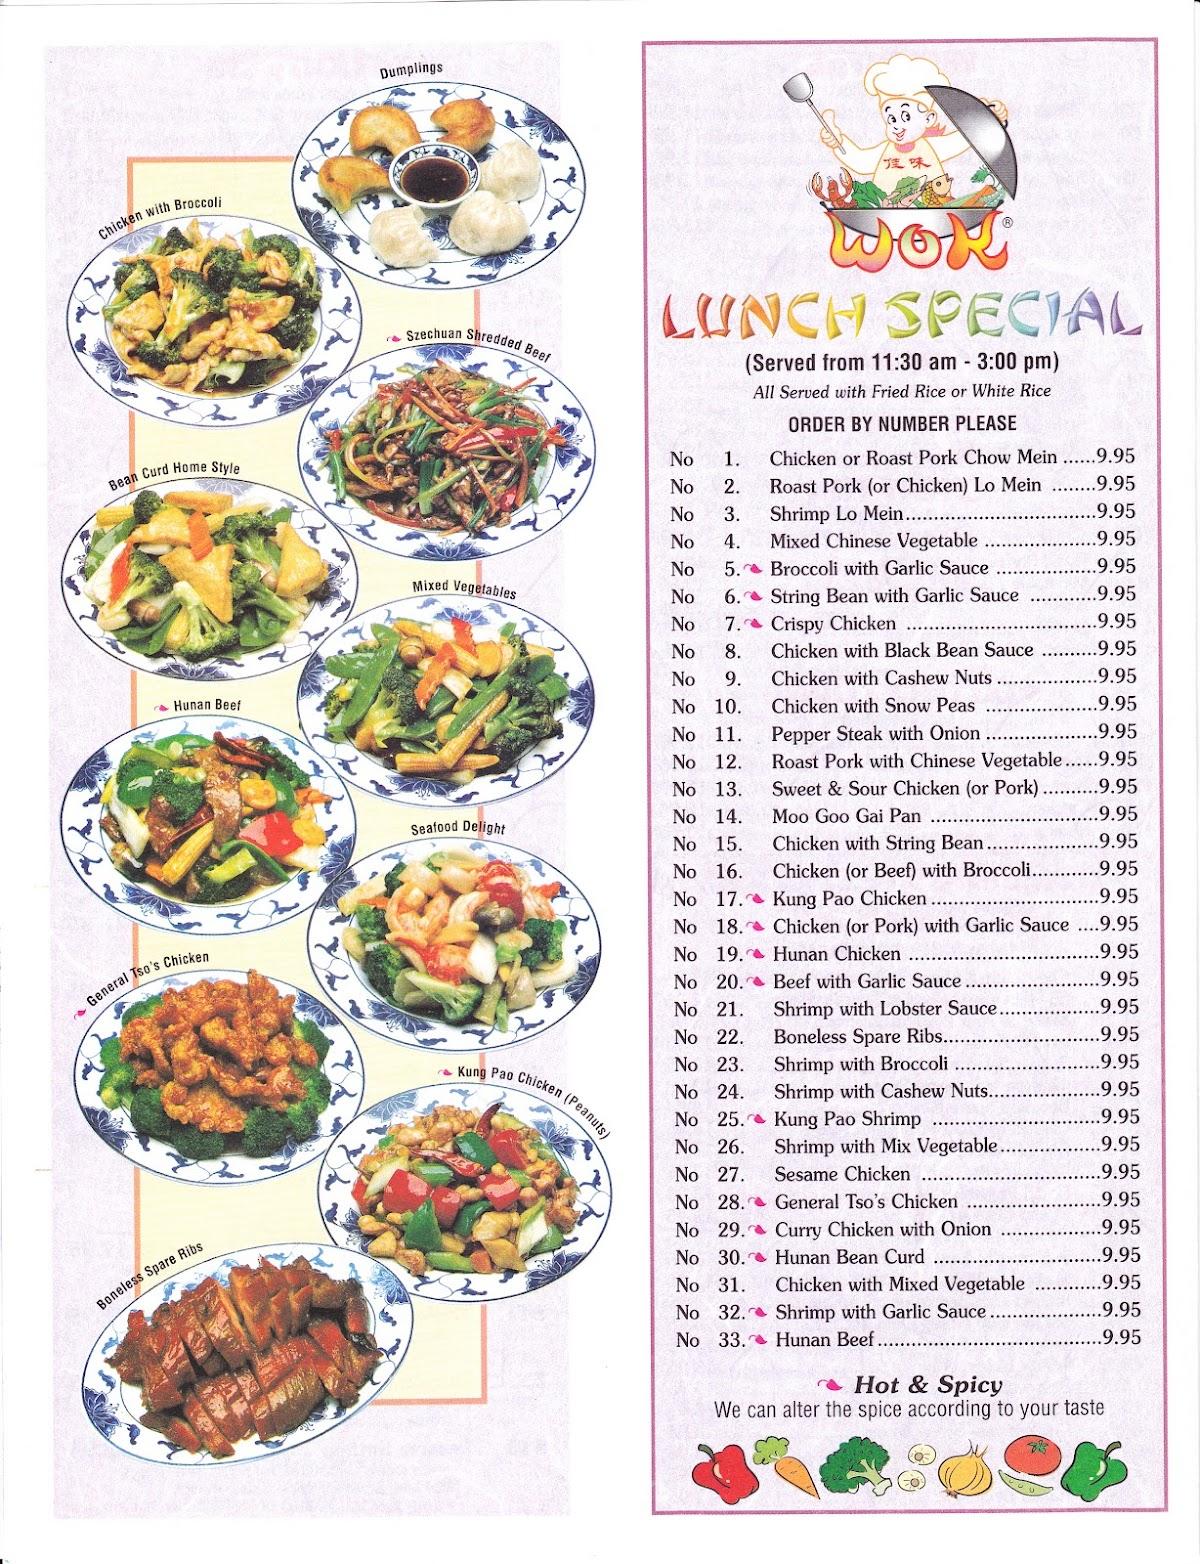 Dumplings
Chicken with Broccoli
Szechuan Shredded Beef
Bean Curd Home Style
Mixed Vegetables
Hunan Beef
Seafood Delight
General Tso's Chicken
Kung Pao Chicken (Peanuts)
Boneless Spare Ribs
佳味
WOK®
LUNCH SPECIAL
(Served from 11:30 am - 3:00 pm)
All Served with Fried Rice or White Rice
ORDER BY NUMBER PLEASE
No 1. Chicken or Roast Pork Chow Mein ......9.95
No 2. Roast Pork (or Chicken) Lo Mein ........9.95
No 3. Shrimp Lo Mein..................................9.95
No 4. Mixed Chinese Vegetable ....................9.95
No 5. Broccoli with Garlic Sauce ..................9.95
No 6. String Bean with Garlic Sauce ............9.95
No 7. Crispy Chicken ..................................9.95
No 8. Chicken with Black Bean Sauce ..........9.95
No 9. Chicken with Cashew Nuts..................9.95
No 10. Chicken with Snow Peas ....................9.95
No 11. Pepper Steak with Onion ....................9.95
No 12. Roast Pork with Chinese Vegetable......9.95
No 13. Sweet & Sour Chicken (or Pork)..........9.95
No 14. Moo Goo Gai Pan ..............................9.95
No 15. Chicken with String Bean....................9.95
No 16. Chicken (or Beef) with Broccoli............9.95
No 17. Kung Pao Chicken..............................9.95
No 18. Chicken (or Pork) with Garlic Sauce ....9.95
No 19. Hunan Chicken ..................................9.95
No 20. Beef with Garlic Sauce........................9.95
No 21. Shrimp with Lobster Sauce..................9.95
No 22. Boneless Spare Ribs............................9.95
No 23. Shrimp with Broccoli ..........................9.95
No 24. Shrimp with Cashew Nuts....................9.95
No 25. Kung Pao Shrimp ..............................9.95
No 26. Shrimp with Mix Vegetable..................9.95
No 27. Sesame Chicken ................................9.95
No 28. General Tso's Chicken ........................9.95
No 29. Curry Chicken with Onion ..................9.95
No 30. Hunan Bean Curd ..............................9.95
No 31. Chicken with Mixed Vegetable ............9.95
No 32. Shrimp with Garlic Sauce....................9.95
No 33. Hunan Beef........................................9.95
Hot & Spicy
We can alter the spice according to your taste